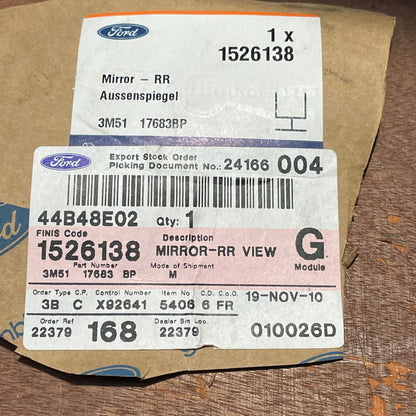 Ford
1 x
1526138
Mirror - RR
Aussenspiegel
3M51 17683BP
Ford
Export Stock Order
Picking Document No.: 24166 004
44B48E02 Qty: 1
FINIS Code Description
1526138 MIRROR-RR VIEW G
Part Number Mode of Shipment Module
3M51 17683 BP M
Order Type C.P. Control Number Item No C.D. Co.O.
3B C X92641 5406 6 FR 19-NOV-10
Order Ref Dealer Bin Loc.
22379 168 22379 010026D
Ford